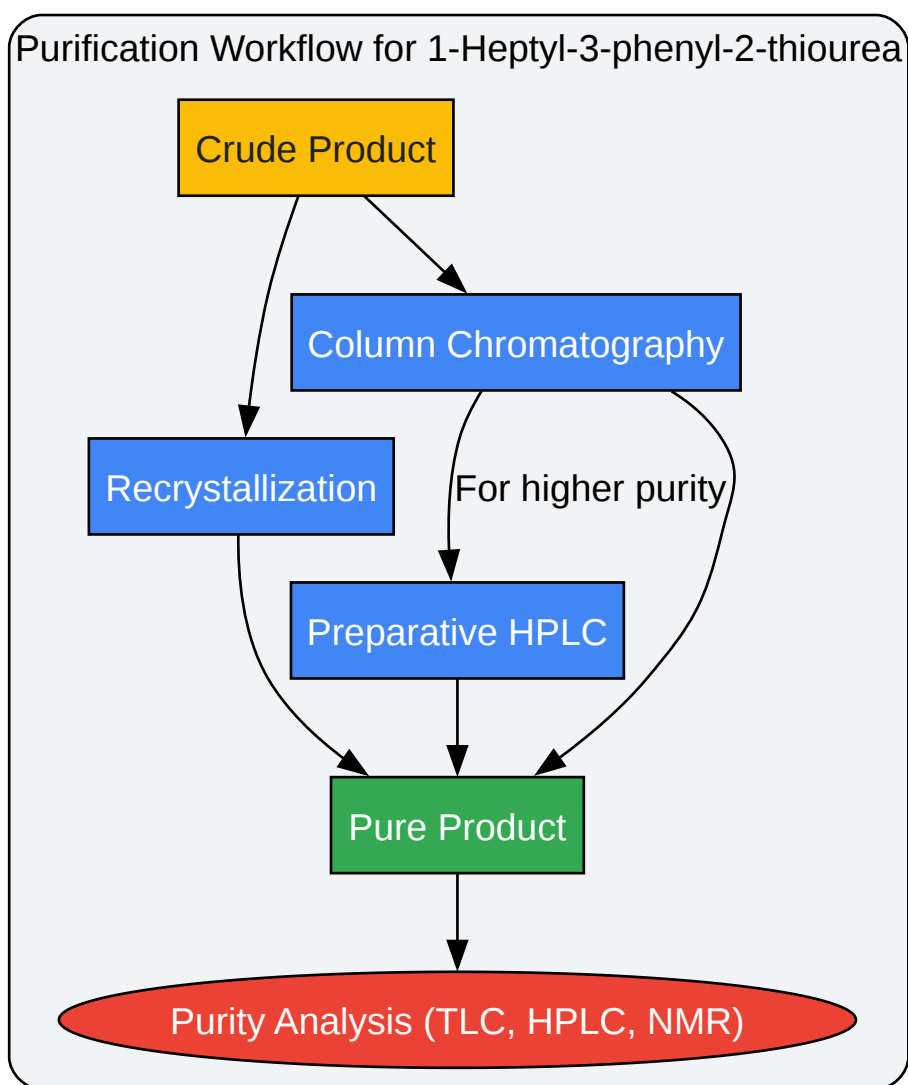 Purification Workflow for 1-Heptyl-3-phenyl-2-thiourea
Crude Product
Column Chromatography
Recrystallization
For higher purity
Preparative HPLC
Pure Product
Purity Analysis (TLC, HPLC, NMR)